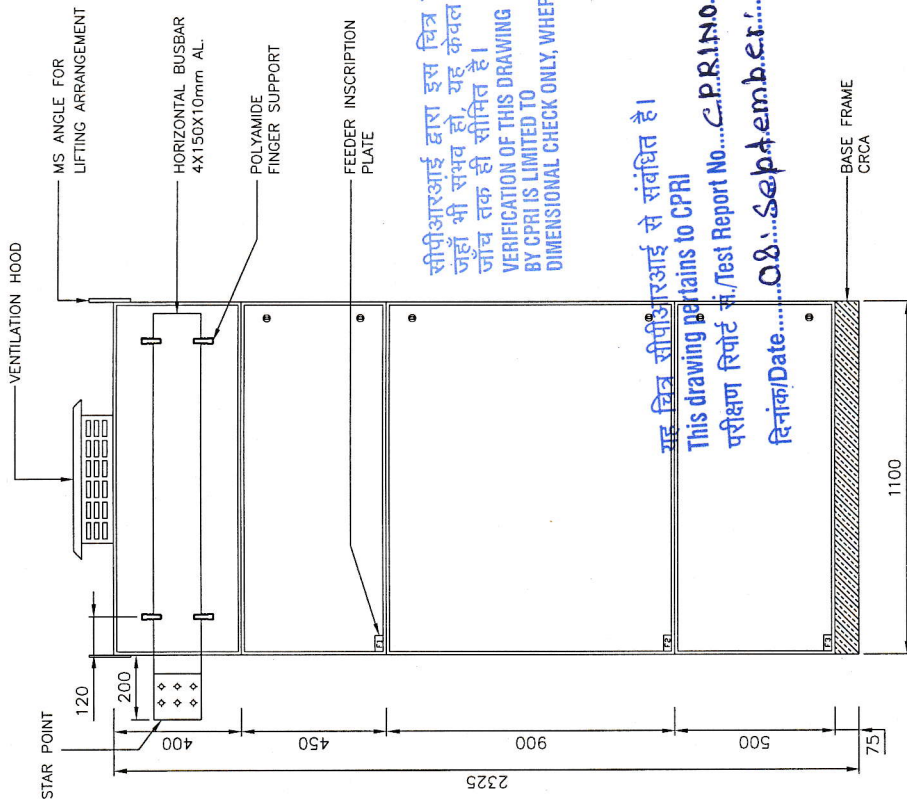 VENTILATION HOOD
MS ANGLE FOR
LIFTING ARRANGEMENT
HORIZONTAL BUSBAR
4X150X10mm AL.
POLYAMIDE
FINGER SUPPORT
FEEDER INSCRIPTION
PLATE
STAR POINT
120
200
400
450
900
500
75
2325
1100
F1
F2
F3
BASE FRAME
CRCA
सीपीआरआई द्वारा इस चित्र
जहाँ भी संभव हो, यह केवल
जाँच तक ही सीमित है।
VERIFICATION OF THIS DRAWING
BY CPRI IS LIMITED TO
DIMENSIONAL CHECK ONLY, WHER
यह चित्र सीपीआरआई से संबंधित है।
This drawing pertains to CPRI
परीक्षण रिपोर्ट सं./Test Report No....C.PRI.NO.
दिनांक/Date........08. September.